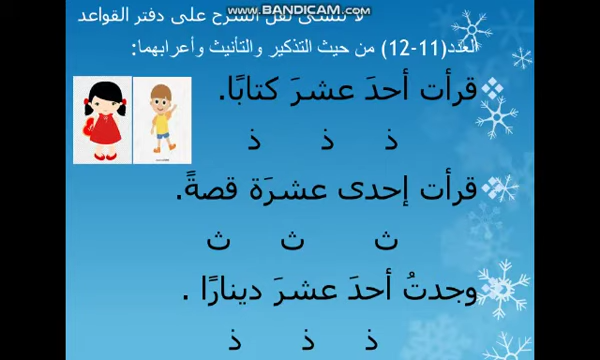 WWW.BANDICAM.COM
لا تنسى نقل الشرح على دفتر القواعد
العدد(11-12) من حيث التذكير والتأنيث وأعرابهما:
قرأت أحدَ عشرَ كتابًا.
ذ ذ ذ
قرأت إحدى عشرَة قصةً.
ث ث ث
وجدتُ أحدَ عشرَ دينارًا .
ذ ذ ذ